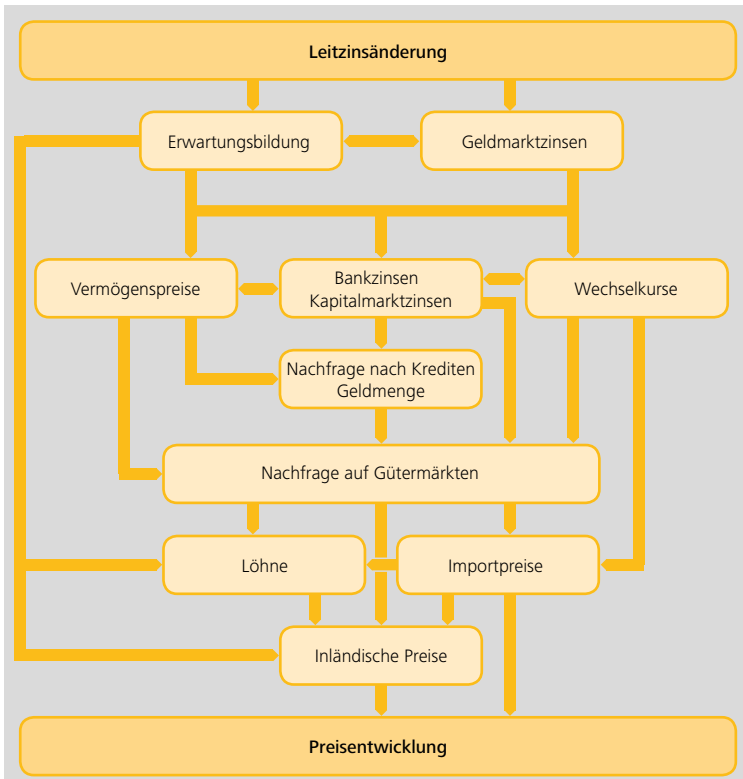 Leitzinsänderung
Erwartungsbildung
Geldmarktzinsen
Vermögenspreise
Bankzinsen
Kapitalmarktzinsen
Wechselkurse
Nachfrage nach Krediten
Geldmenge
Nachfrage auf Gütermärkten
Löhne
Importpreise
Inländische Preise
Preisentwicklung